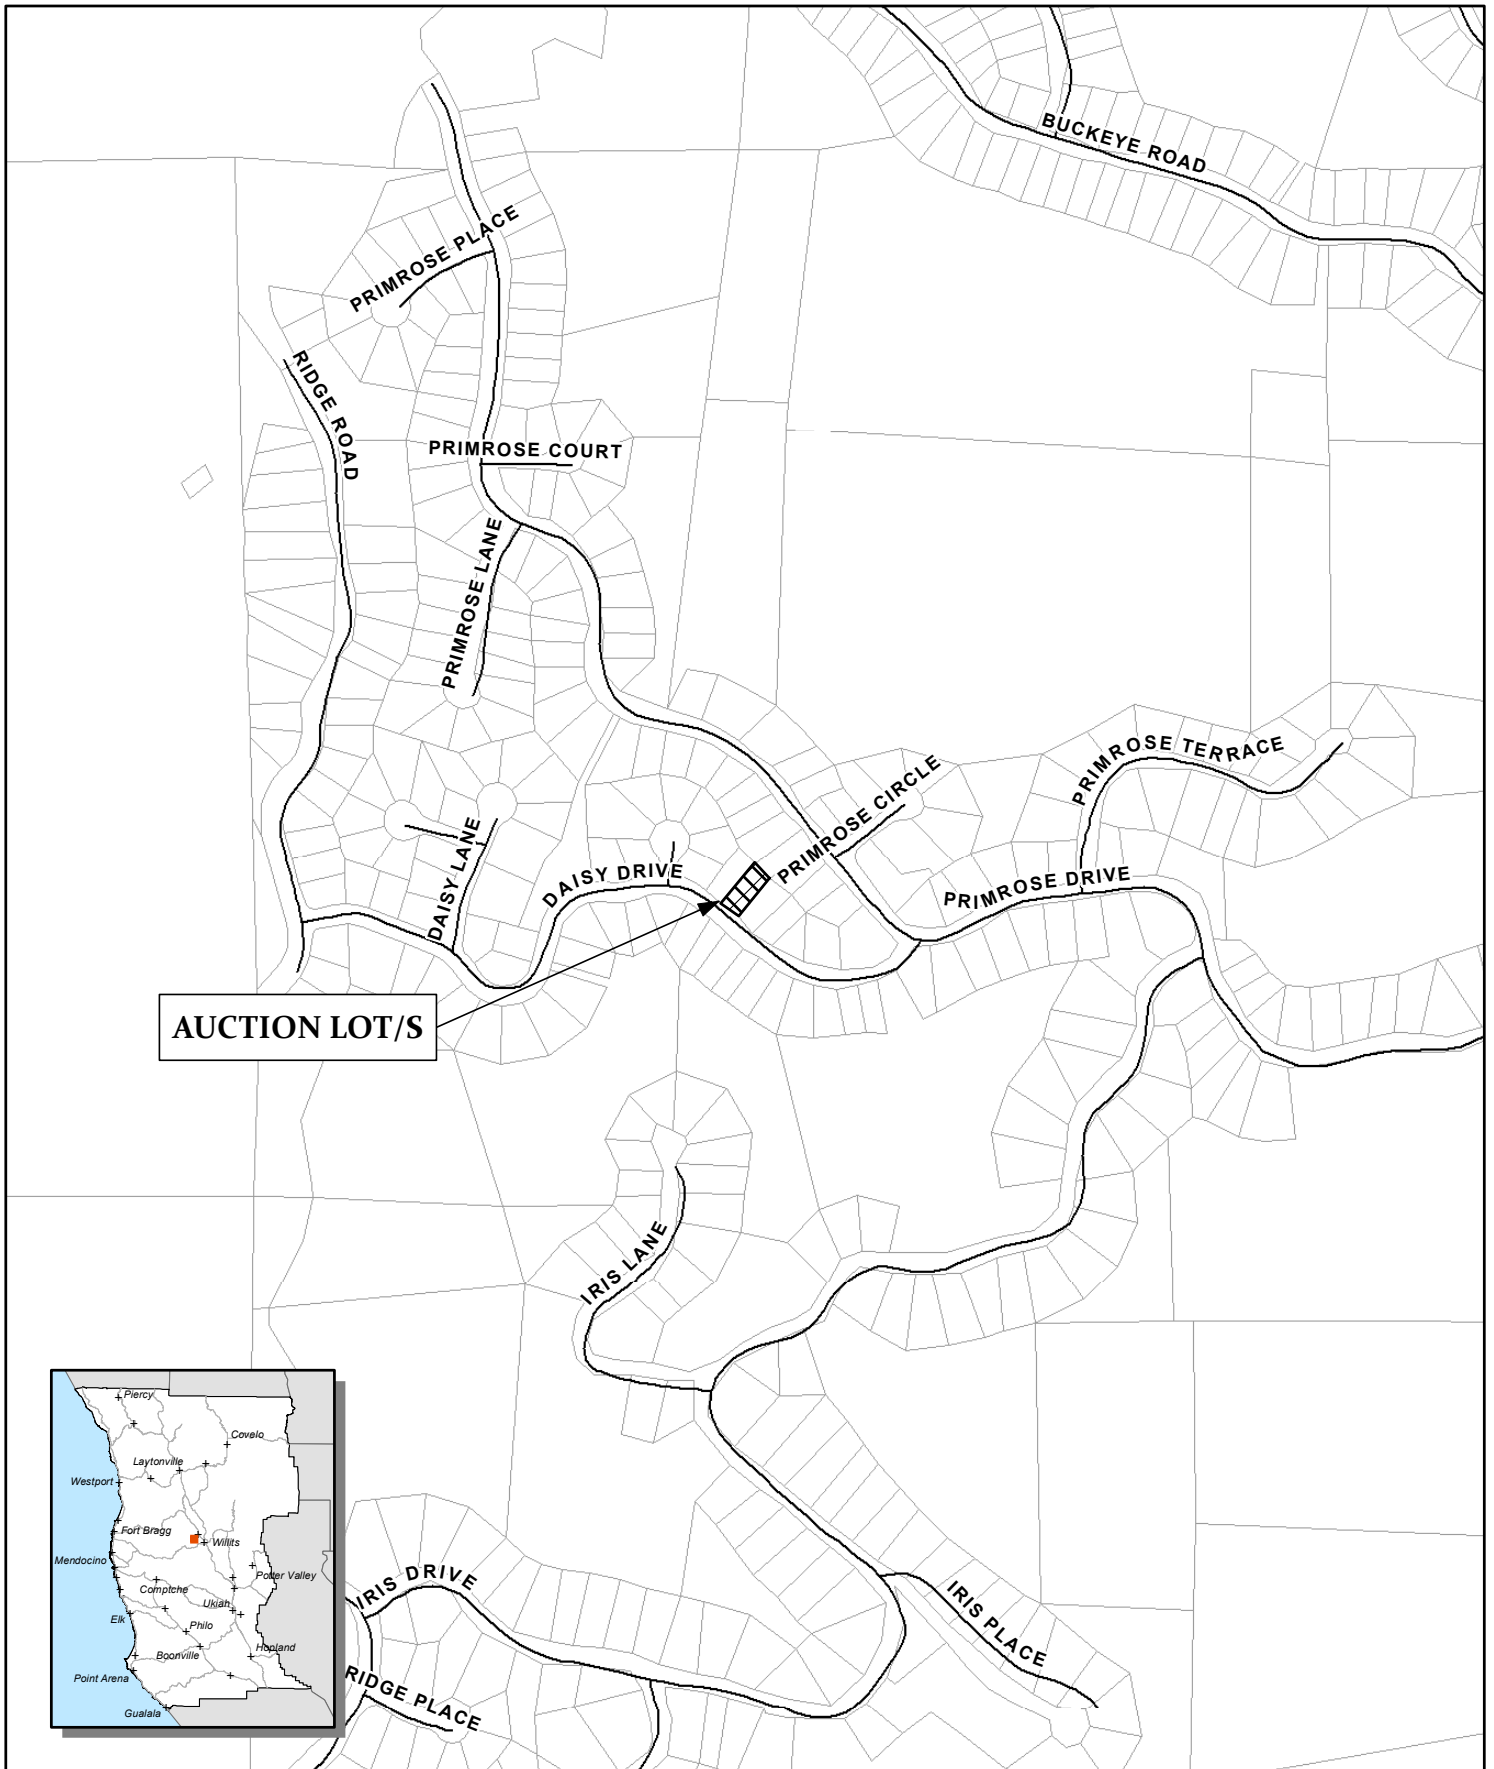 BUCKEYE ROAD
PRIMROSE PLACE
RIDGE ROAD
PRIMROSE COURT
PRIMROSE LANE
PRIMROSE CIRCLE
PRIMROSE TERRACE
DAISY LANE
DAISY DRIVE
PRIMROSE DRIVE
AUCTION LOT/S
IRIS LANE
Piercy
Covelo
Laytonville
Westport
Fort Bragg
Willits
Mendocino
Potter Valley
Comptche
Ukiah
Elk
Philo
Hopland
Boonville
Point Arena
Gualala
IRIS DRIVE
IRIS PLACE
RIDGE PLACE